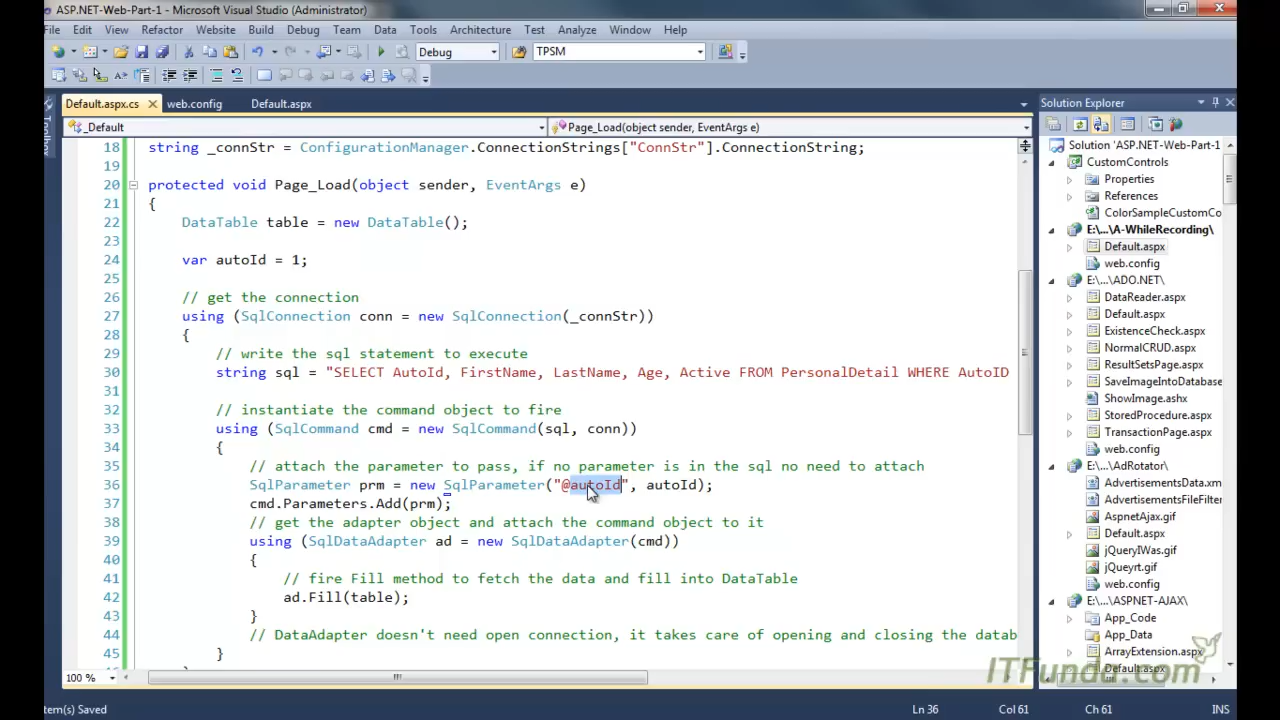 ASP.NET-Web-Part-1 - Microsoft Visual Studio (Administrator)
File Edit View Refactor Website Build Debug Team Data Tools Architecture Test Analyze Window Help
Debug TPSM
Default.aspx.cs web.config Default.aspx
_Default Page_Load(object sender, EventArgs e)
18 string _connStr = ConfigurationManager.ConnectionStrings["ConnStr"].ConnectionString;
19
20 protected void Page_Load(object sender, EventArgs e)
21 {
22 DataTable table = new DataTable();
23
24 var autoId = 1;
25
26 // get the connection
27 using (SqlConnection conn = new SqlConnection(_connStr))
28 {
29 // write the sql statement to execute
30 string sql = "SELECT AutoId, FirstName, LastName, Age, Active FROM PersonalDetail WHERE AutoID
31
32 // instantiate the command object to fire
33 using (SqlCommand cmd = new SqlCommand(sql, conn))
34 {
35 // attach the parameter to pass, if no parameter is in the sql no need to attach
36 SqlParameter prm = new SqlParameter("@autoId", autoId);
37 cmd.Parameters.Add(prm);
38 // get the adapter object and attach the command object to it
39 using (SqlDataAdapter ad = new SqlDataAdapter(cmd))
40 {
41 // fire Fill method to fetch the data and fill into DataTable
42 ad.Fill(table);
43 }
44 // DataAdapter doesn't need open connection, it takes care of opening and closing the datab
45 }
100 %
Solution Explorer
Solution 'ASP.NET-Web-Part-1
CustomControls
Properties
References
ColorSampleCustomCo
E:\...\A-WhileRecording\
Default.aspx
web.config
E:\...\ADO.NET\
DataReader.aspx
Default.aspx
ExistenceCheck.aspx
NormalCRUD.aspx
ResultSetsPage.aspx
SaveImageIntoDatabase
ShowImage.ashx
StoredProcedure.aspx
TransactionPage.aspx
web.config
E:\...\AdRotator\
AdvertisementsData.xm
AdvertisementsFileFilter
AspnetAjax.gif
Default.aspx
jQueryIWas.gif
jQueyrt.gif
web.config
E:\...\ASPNET-AJAX\
App_Code
App_Data
ArrayExtension.aspx
Default.aspx
ITFunda.com
Item(s) Saved Ln 36 Col 61 Ch 61 INS